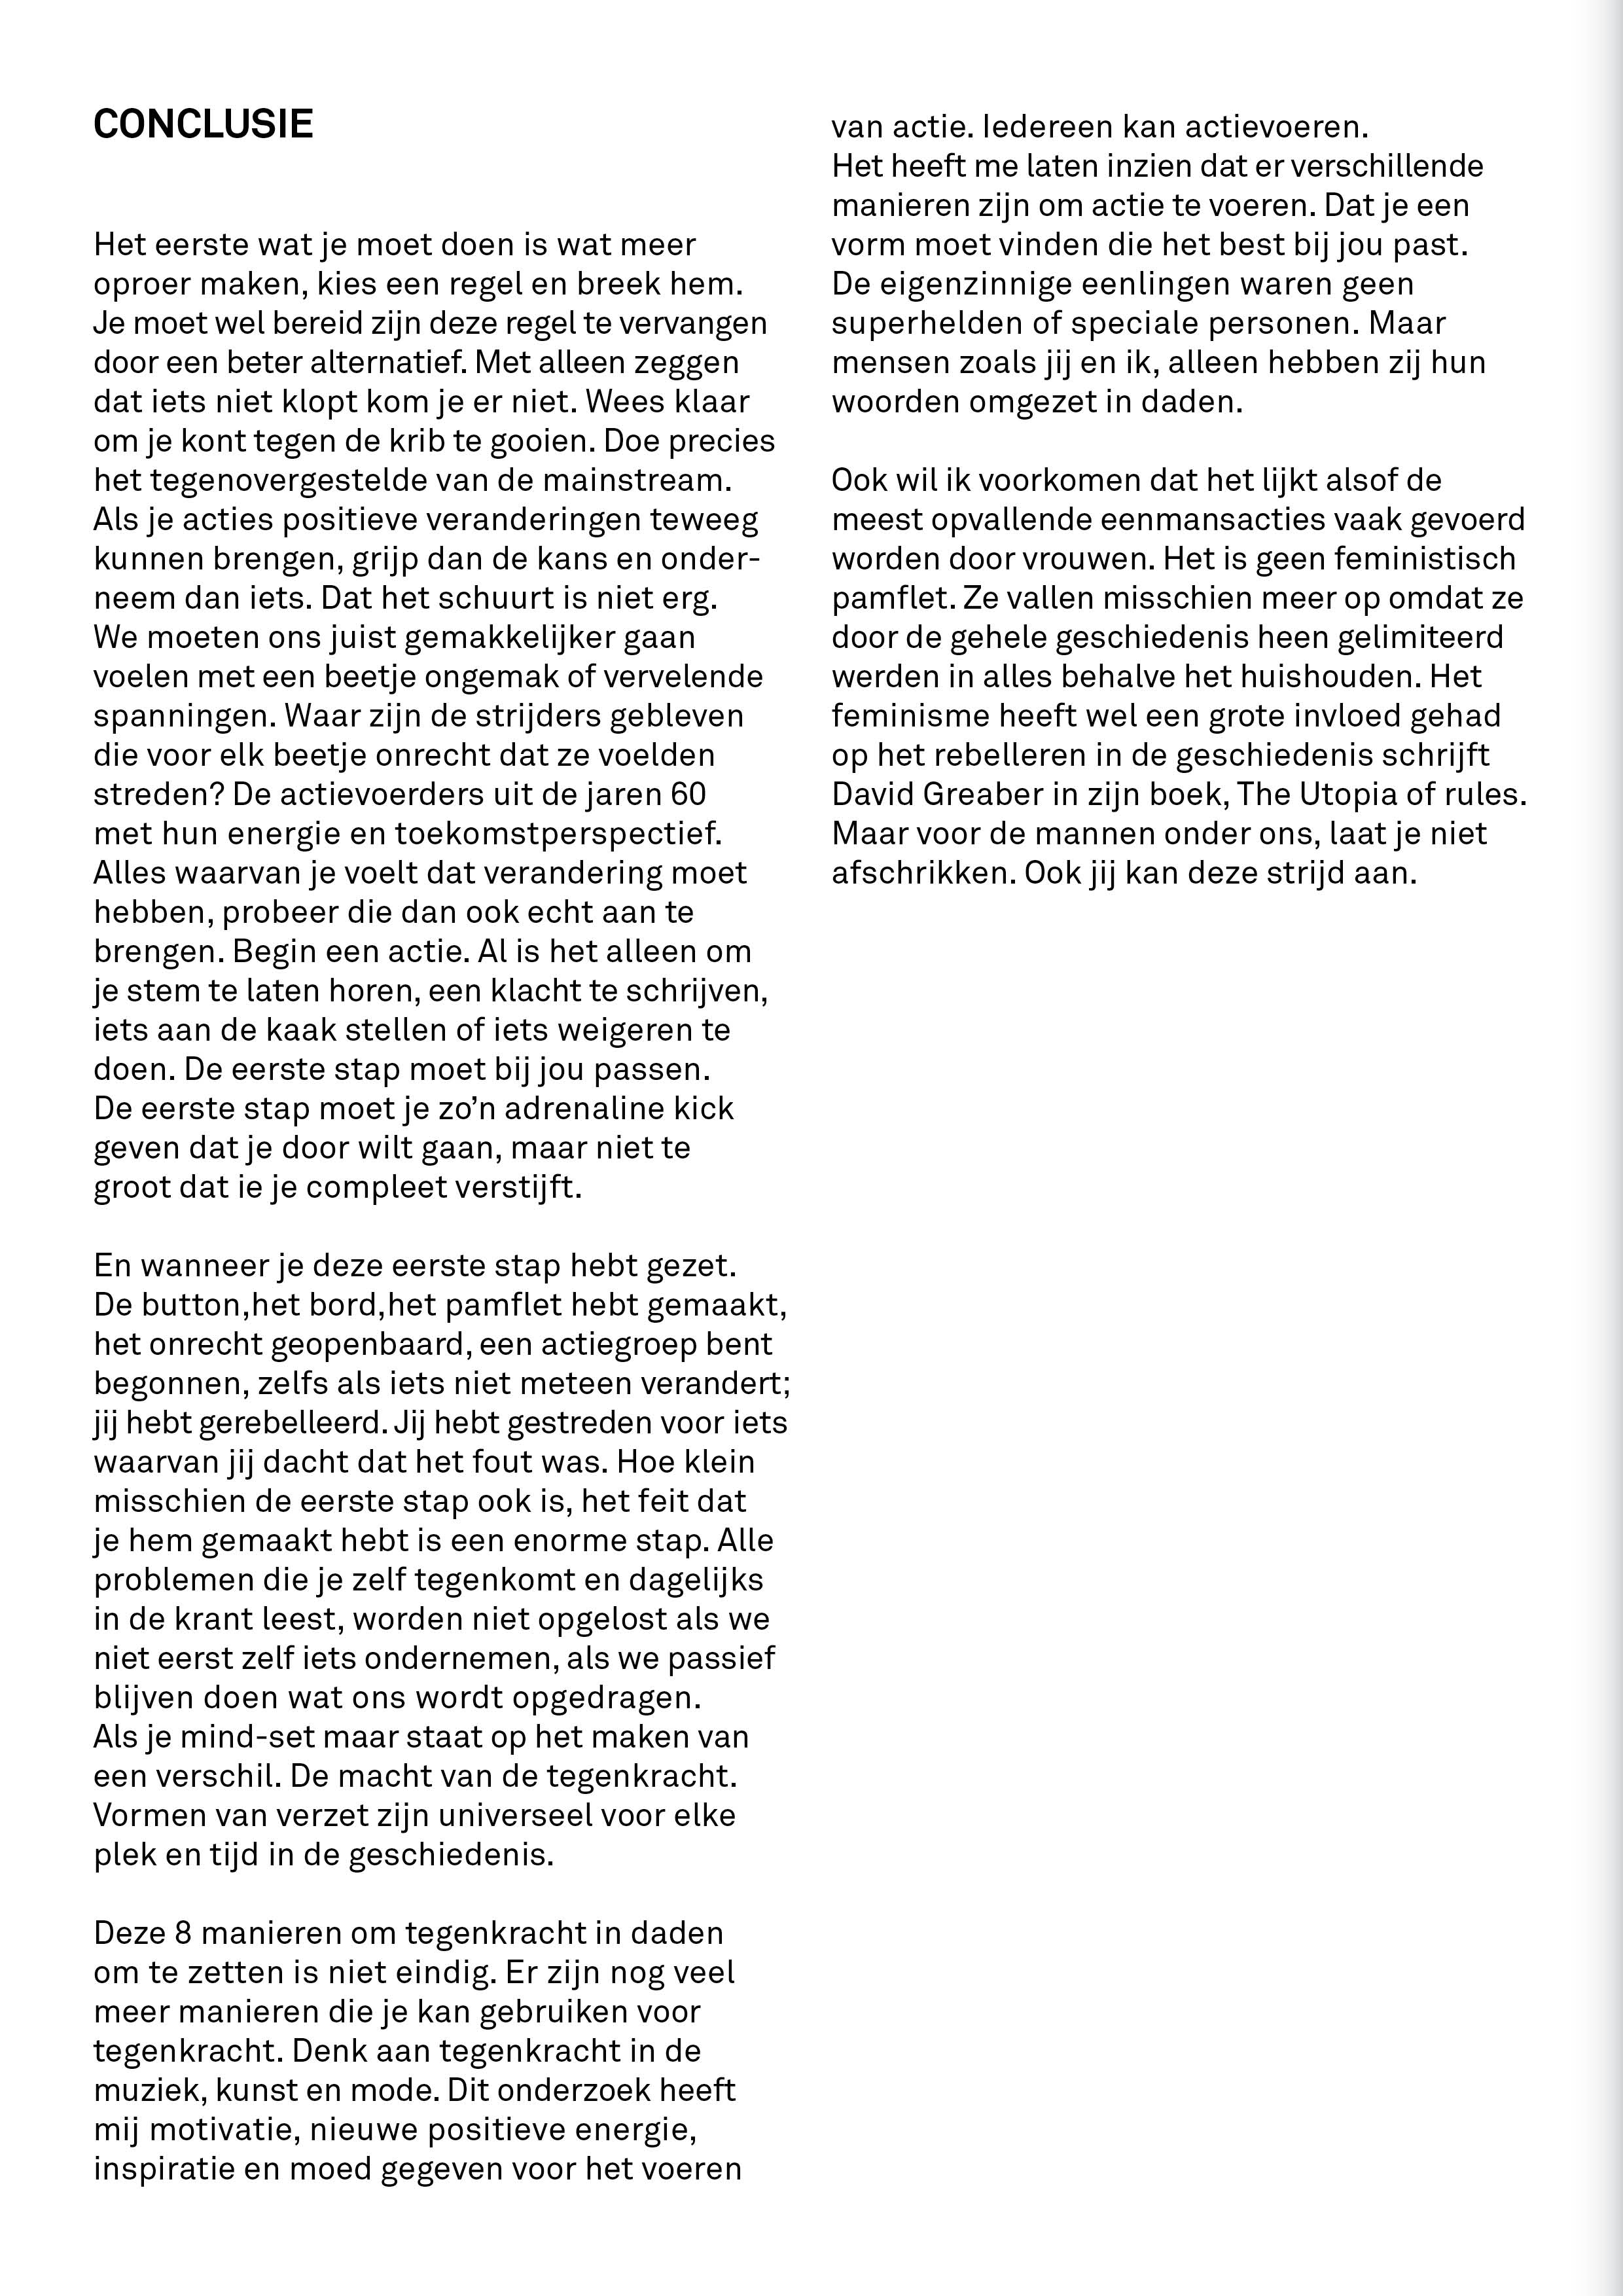 CONCLUSIE
Het eerste wat je moet doen is wat meer
oproer maken, kies een regel en breek hem.
Je moet wel bereid zijn deze regel te vervangen
door een beter alternatief. Met alleen zeggen
dat iets niet klopt kom je er niet. Wees klaar
om je kont tegen de krib te gooien. Doe precies
het tegenovergestelde van de mainstream.
Als je acties positieve veranderingen teweeg
kunnen brengen, grijp dan de kans en onder-
neem dan iets. Dat het schuurt is niet erg.
We moeten ons juist gemakkelijker gaan
voelen met een beetje ongemak of vervelende
spanningen. Waar zijn de strijders gebleven
die voor elk beetje onrecht dat ze voelden
streden? De actievoerders uit de jaren 60
met hun energie en toekomstperspectief.
Alles waarvan je voelt dat verandering moet
hebben, probeer die dan ook echt aan te
brengen. Begin een actie. Al is het alleen om
je stem te laten horen, een klacht te schrijven,
iets aan de kaak stellen of iets weigeren te
doen. De eerste stap moet bij jou passen.
De eerste stap moet je zo’n adrenaline kick
geven dat je door wilt gaan, maar niet te
groot dat ie je compleet verstijft.
En wanneer je deze eerste stap hebt gezet.
De button,het bord,het pamflet hebt gemaakt,
het onrecht geopenbaard, een actiegroep bent
begonnen, zelfs als iets niet meteen verandert;
jij hebt gerebelleerd. Jij hebt gestreden voor iets
waarvan jij dacht dat het fout was. Hoe klein
misschien de eerste stap ook is, het feit dat
je hem gemaakt hebt is een enorme stap. Alle
problemen die je zelf tegenkomt en dagelijks
in de krant leest, worden niet opgelost als we
niet eerst zelf iets ondernemen, als we passief
blijven doen wat ons wordt opgedragen.
Als je mind-set maar staat op het maken van
een verschil. De macht van de tegenkracht.
Vormen van verzet zijn universeel voor elke
plek en tijd in de geschiedenis.
Deze 8 manieren om tegenkracht in daden
om te zetten is niet eindig. Er zijn nog veel
meer manieren die je kan gebruiken voor
tegenkracht. Denk aan tegenkracht in de
muziek, kunst en mode. Dit onderzoek heeft
mij motivatie, nieuwe positieve energie,
inspiratie en moed gegeven voor het voeren
van actie. Iedereen kan actievoeren.
Het heeft me laten inzien dat er verschillende
manieren zijn om actie te voeren. Dat je een
vorm moet vinden die het best bij jou past.
De eigenzinnige eenlingen waren geen
superhelden of speciale personen. Maar
mensen zoals jij en ik, alleen hebben zij hun
woorden omgezet in daden.
Ook wil ik voorkomen dat het lijkt alsof de
meest opvallende eenmansacties vaak gevoerd
worden door vrouwen. Het is geen feministisch
pamflet. Ze vallen misschien meer op omdat ze
door de gehele geschiedenis heen gelimiteerd
werden in alles behalve het huishouden. Het
feminisme heeft wel een grote invloed gehad
op het rebelleren in de geschiedenis schrijft
David Greaber in zijn boek, The Utopia of rules.
Maar voor de mannen onder ons, laat je niet
afschrikken. Ook jij kan deze strijd aan.